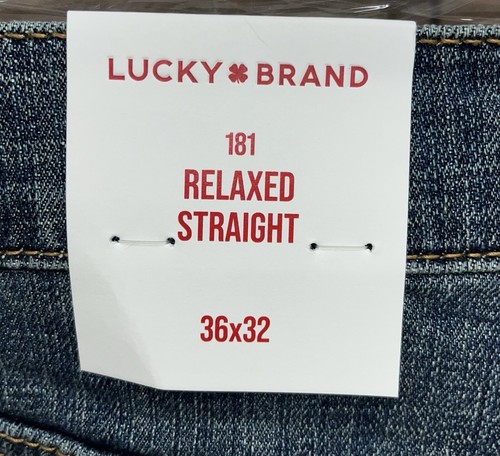 LUCKY BRAND
181
RELAXED
STRAIGHT
36x32